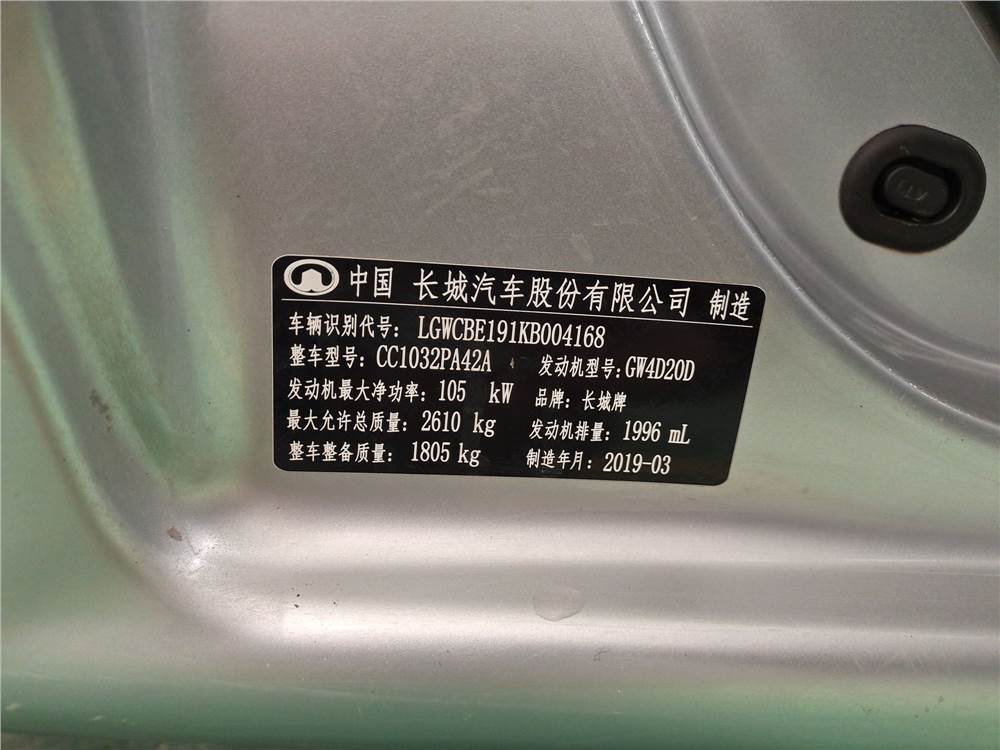 中国 长城汽车股份有限公司 制造
车辆识别代号: LGWCBE191KB004168
整车型号: CC1032PA42A 发动机型号: GW4D20D
发动机最大净功率: 105 kW 品牌: 长城牌
最大允许总质量: 2610 kg 发动机排量: 1996 mL
整车整备质量: 1805 kg 制造年月: 2019-03